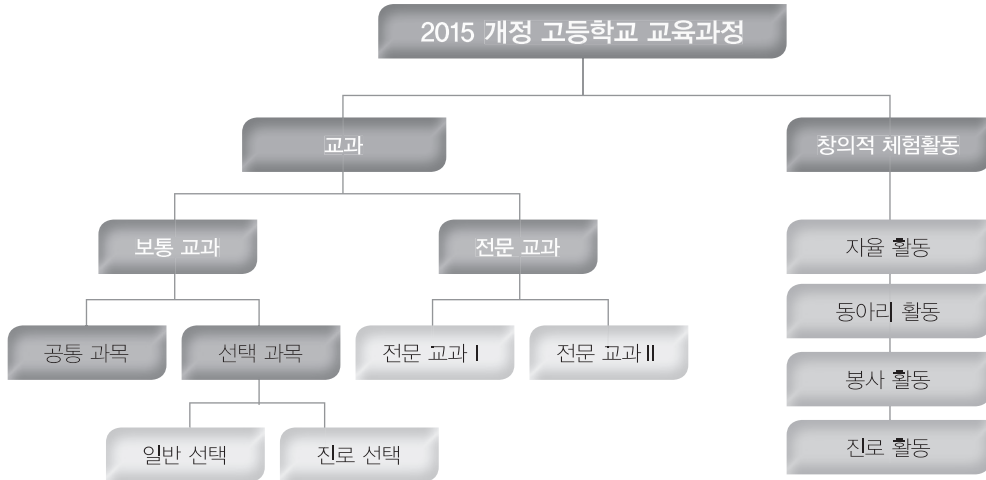 2015 개정 고등학교 교육과정
교과
창의적 체험활동
보통 교과
전문 교과
자율 활동
동아리 활동
공통 과목
선택 과목
전문 교과 I
전문 교과 II
봉사 활동
일반 선택
진로 선택
진로 활동